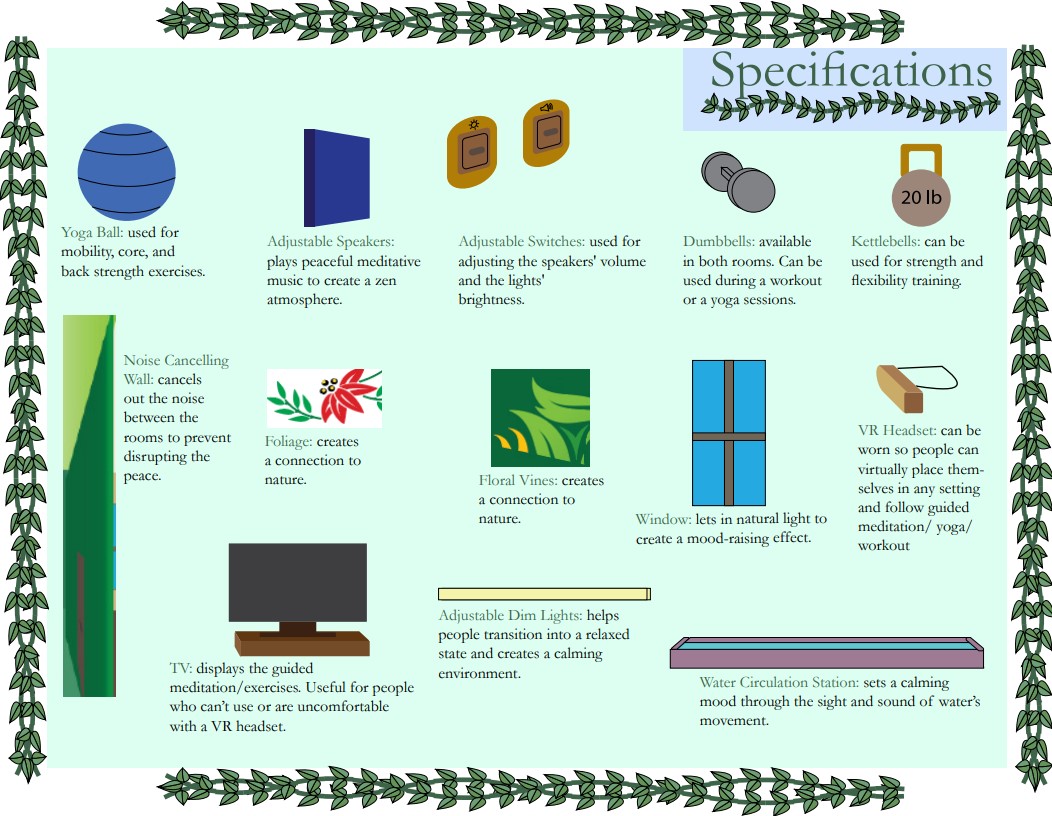 Specifications
20 lb
Yoga Ball: used for
mobility, core, and
back strength exercises.
Adjustable Speakers:
plays peaceful meditative
music to create a zen
atmosphere.
Adjustable Switches: used for
adjusting the speakers' volume
and the lights'
brightness.
Dumbbells: available
in both rooms. Can be
used during a workout
or a yoga sessions.
Kettlebells: can be
used for strength and
flexibility training.
Noise Cancelling
Wall: cancels
out the noise
between the
rooms to prevent
disrupting the
peace.
Foliage: creates
a connection to
nature.
Floral Vines: creates
a connection to
nature.
Window: lets in natural light to
create a mood-raising effect.
VR Headset: can be
worn so people can
virtually place them-
selves in any setting
and follow guided
meditation/ yoga/
workout
TV: displays the guided
meditation/exercises. Useful for people
who can't use or are uncomfortable
with a VR headset.
Adjustable Dim Lights: helps
people transition into a relaxed
state and creates a calming
environment.
Water Circulation Station: sets a calming
mood through the sight and sound of water's
movement.